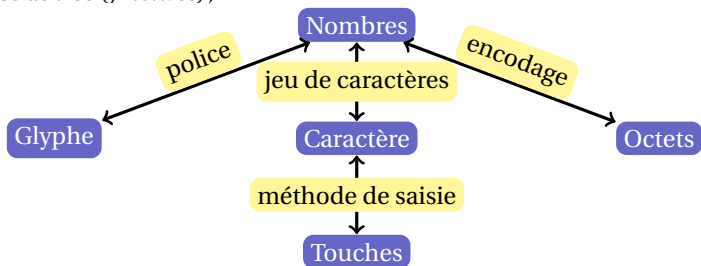 Nombres
police
encodage
jeu de caractères
Glyphe
Caractère
Octets
méthode de saisie
Touches